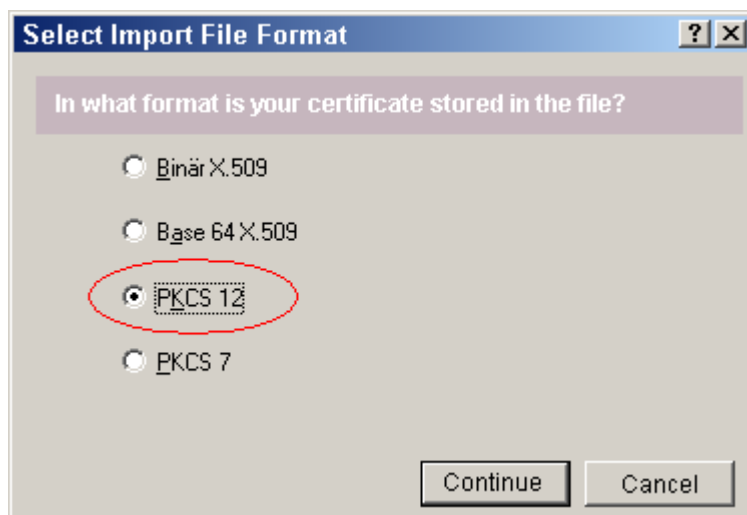 Select Import File Format
In what format is your certificate stored in the file?
Binär X.509
Base 64 X.509
PKCS 12
PKCS 7
Continue
Cancel